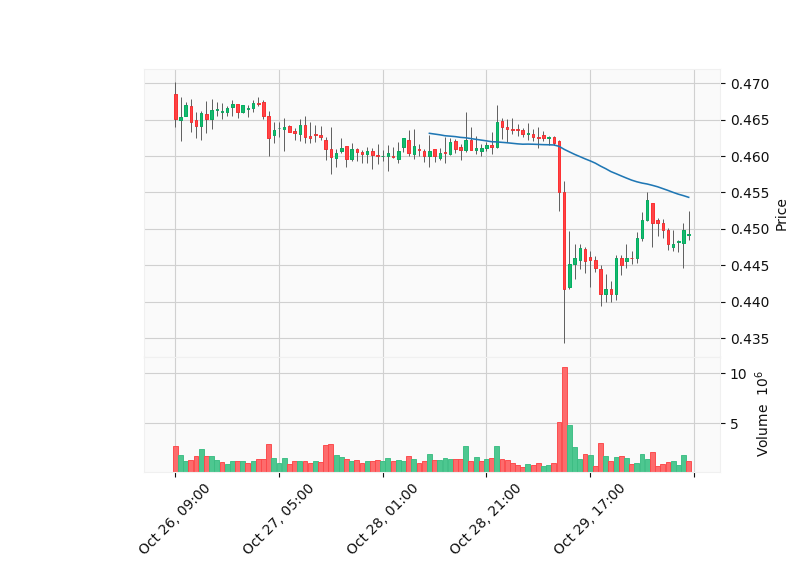 0.470
0.465
0.460
0.455
0.450
0.445
0.440
0.435
Price
10
5
Volume 10^6
Oct 26, 09:00
Oct 27, 05:00
Oct 28, 01:00
Oct 28, 21:00
Oct 29, 17:00